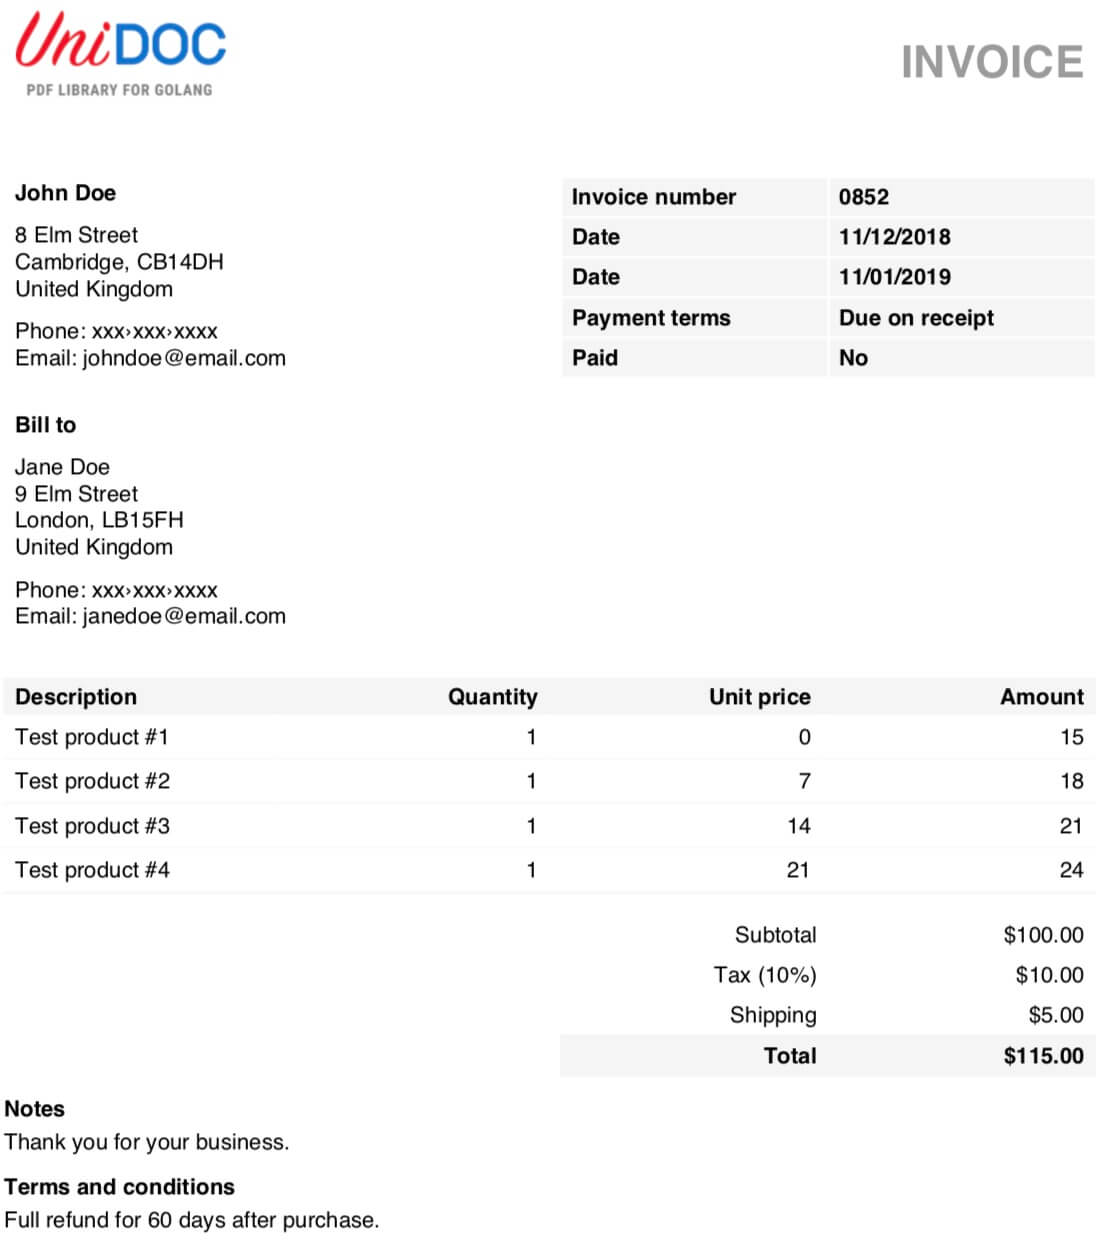 UniDOC
PDF LIBRARY FOR GOLANG
INVOICE
John Doe
8 Elm Street
Cambridge, CB14DH
United Kingdom
Phone: xxx›xxx›xxxx
Email: johndoe@email.com
Invoice number 0852
Date 11/12/2018
Date 11/01/2019
Payment terms Due on receipt
Paid No
Bill to
Jane Doe
9 Elm Street
London, LB15FH
United Kingdom
Phone: xxx›xxx›xxxx
Email: janedoe@email.com
Description Quantity Unit price Amount
Test product #1 1 0 15
Test product #2 1 7 18
Test product #3 1 14 21
Test product #4 1 21 24
Subtotal $100.00
Tax (10%) $10.00
Shipping $5.00
Total $115.00
Notes
Thank you for your business.
Terms and conditions
Full refund for 60 days after purchase.